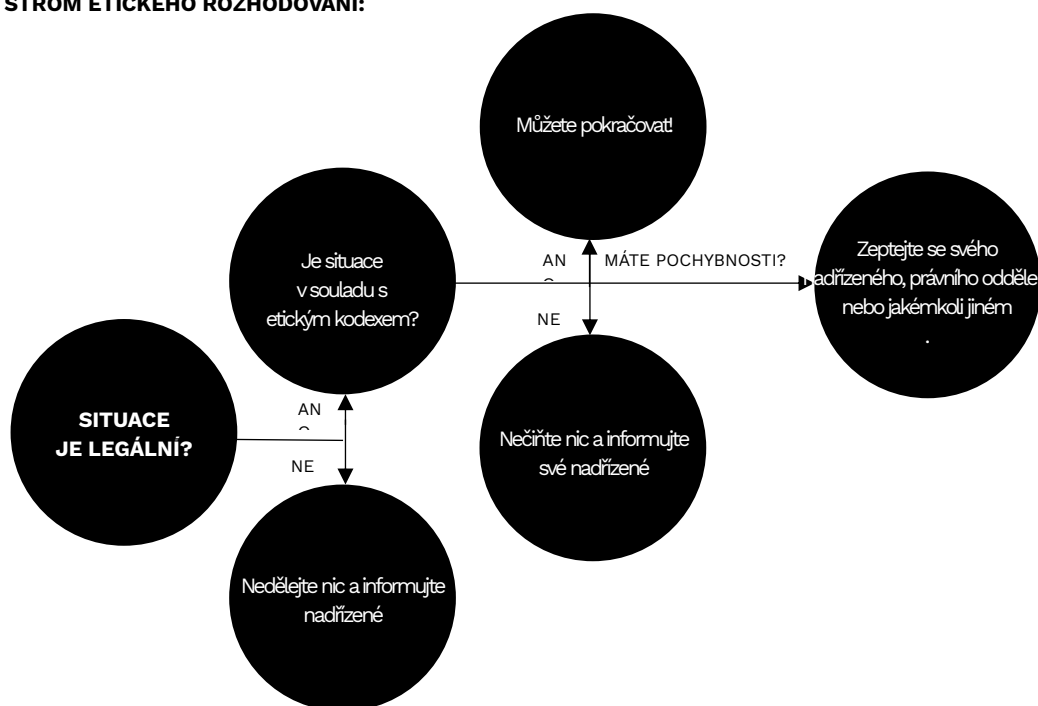 STROM ETICKÉHO ROZHODOVÁNÍ:
Můžete pokračovat!
Je situace
v souladu s
etickým kodexem?
AN
MÁTE POCHYBNOSTI?
NE
Zeptejte se svého
nadřízeného, právního odděle
nebo jakémkoli jiném
.
SITUACE
JE LEGÁLNÍ?
AN
NE
Nečiňte nic a informujte
své nadřízené
Nedělejte nic a informujte
nadřízené